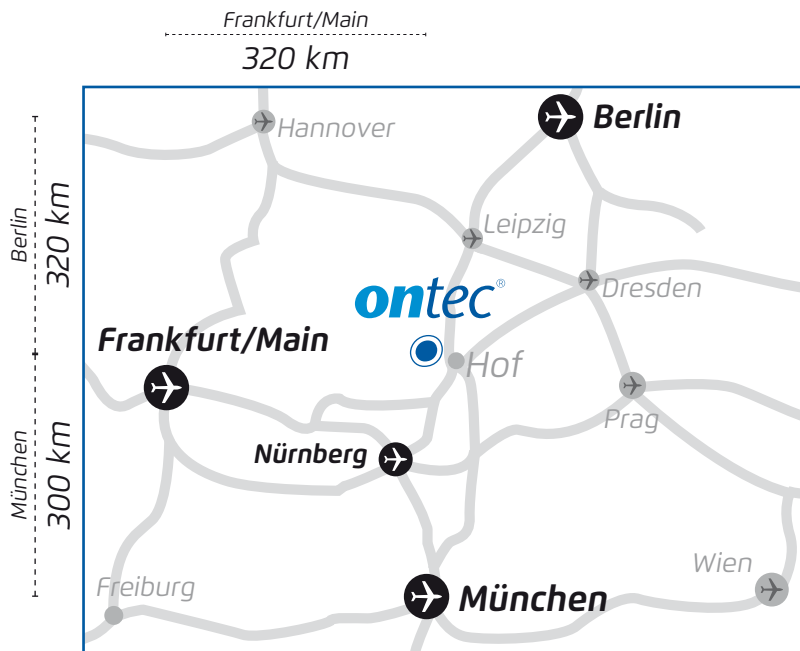 Frankfurt/Main
320 km
Berlin
320 km
München
300 km
Hannover
Berlin
Leipzig
ontec®
Dresden
Frankfurt/Main
Hof
Prag
Nürnberg
Wien
Freiburg
München